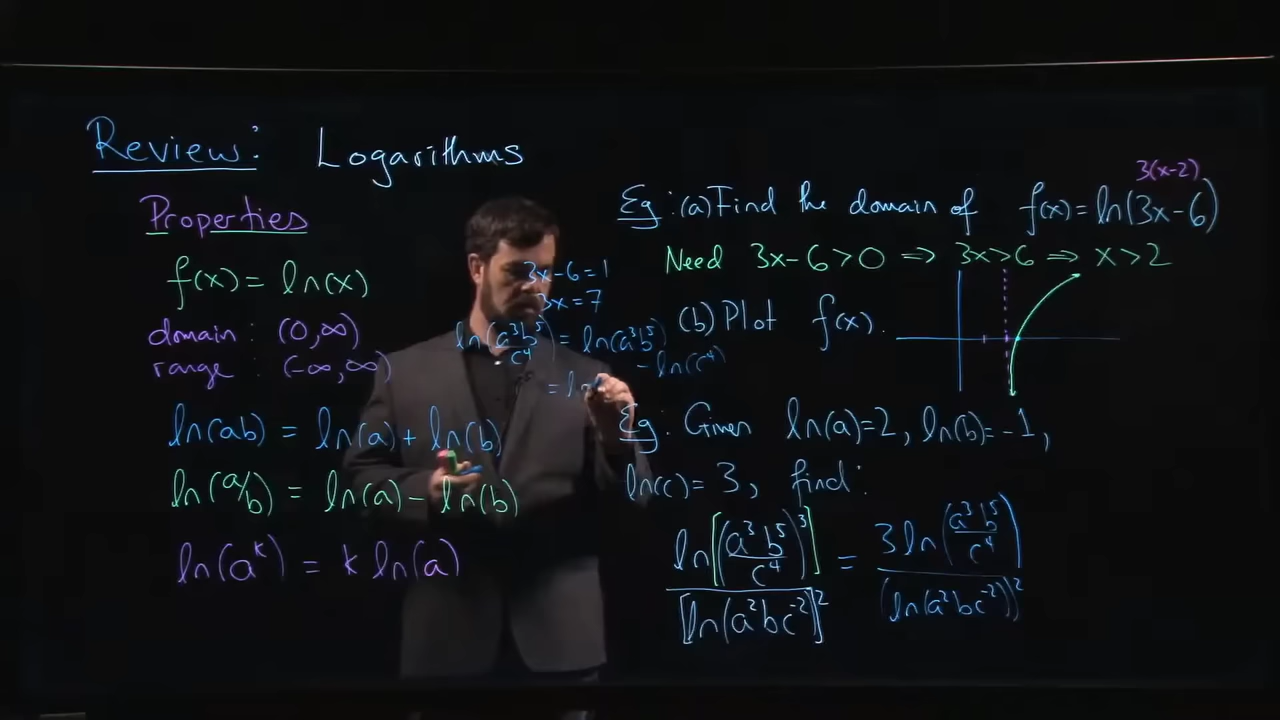 Review: Logarithms
Properties
f(x) = ln(x)
domain : (0,∞)
range : (-∞,∞)
ln(ab) = ln(a) + ln(b)
ln(a/b) = ln(a) - ln(b)
ln(a^k) = k ln(a)
3x-6=1
3x=7
ln(a³b⁵/c⁴) = ln(a³b⁵)
- ln(c⁴)
= ln
3(x-2)
Eg: (a) Find the domain of f(x) = ln(3x-6)
Need 3x-6>0 ⇒ 3x>6 ⇒ x>2
(b) Plot f(x).
Eg: Given ln(a)=2, ln(b)=-1,
ln(c)=3, find:
ln[(a³b⁵/c⁴)³] / [ln(a²bc⁻²)]² = 3ln(a³b⁵/c⁴) / (ln(a²bc⁻²))²